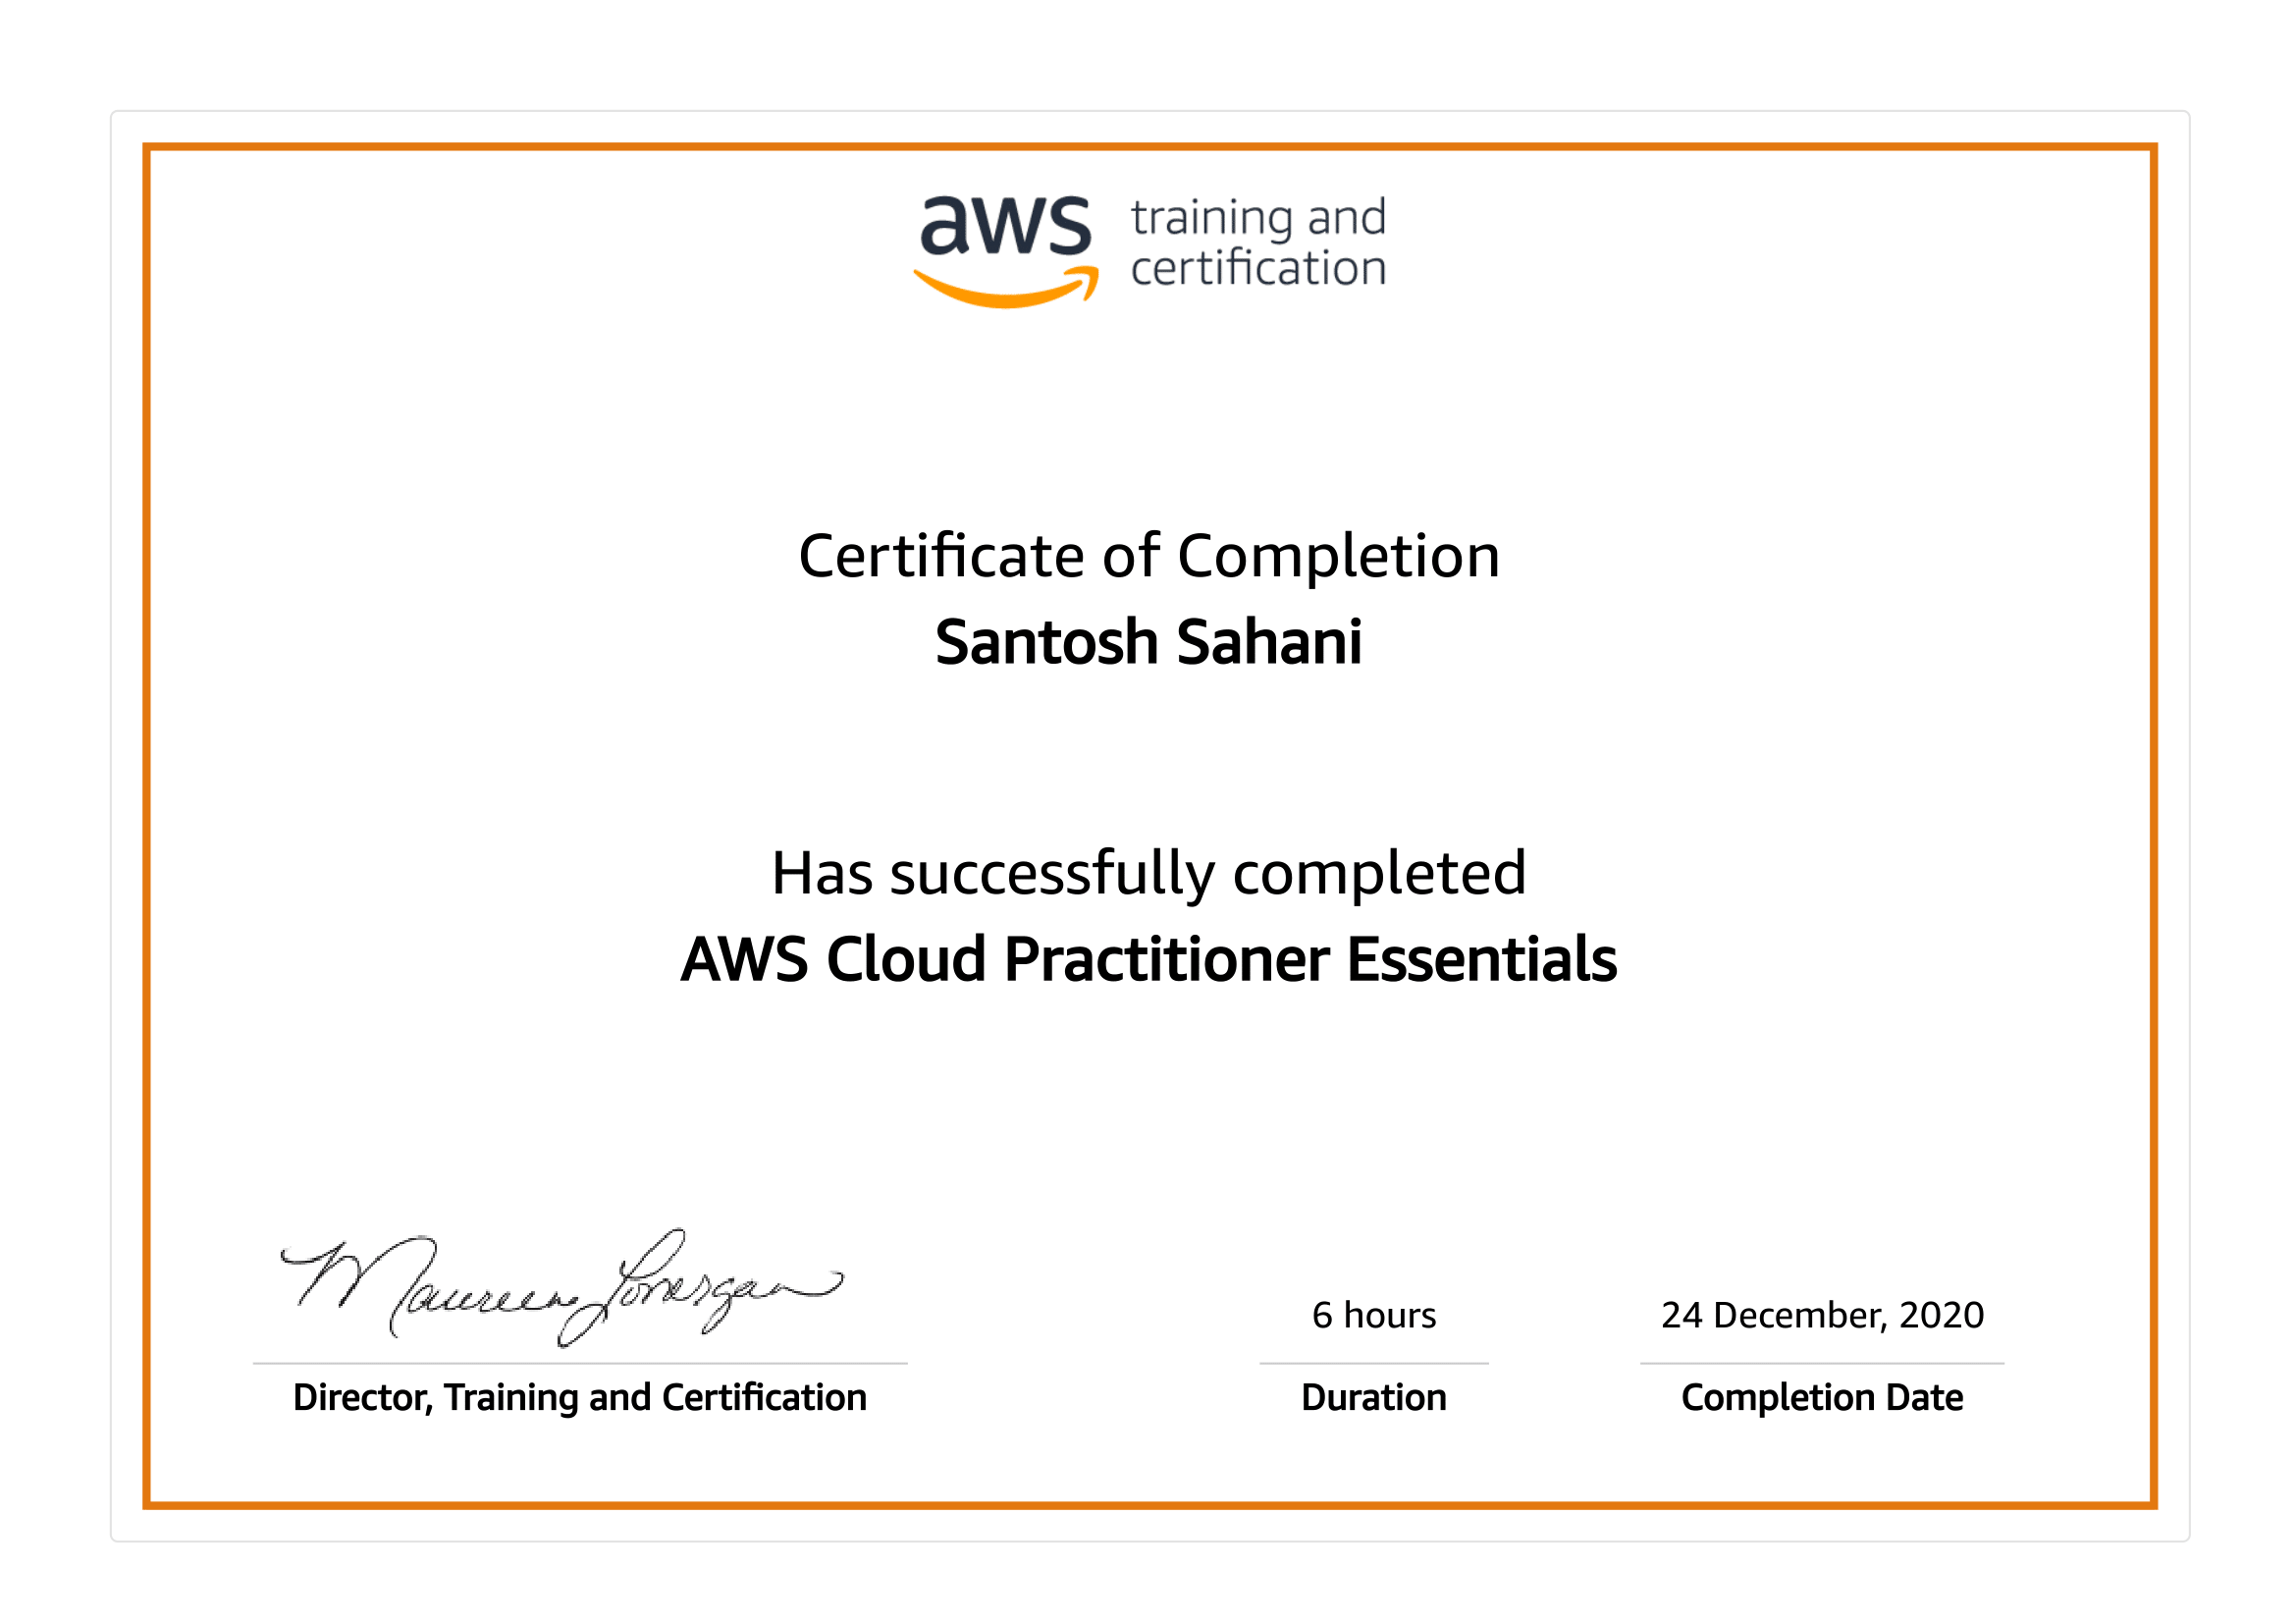 aws training and
certification
Certificate of Completion
Santosh Sahani
Has successfully completed
AWS Cloud Practitioner Essentials
Maureen Lonergan
6 hours
24 December, 2020
Director, Training and Certification
Duration
Completion Date